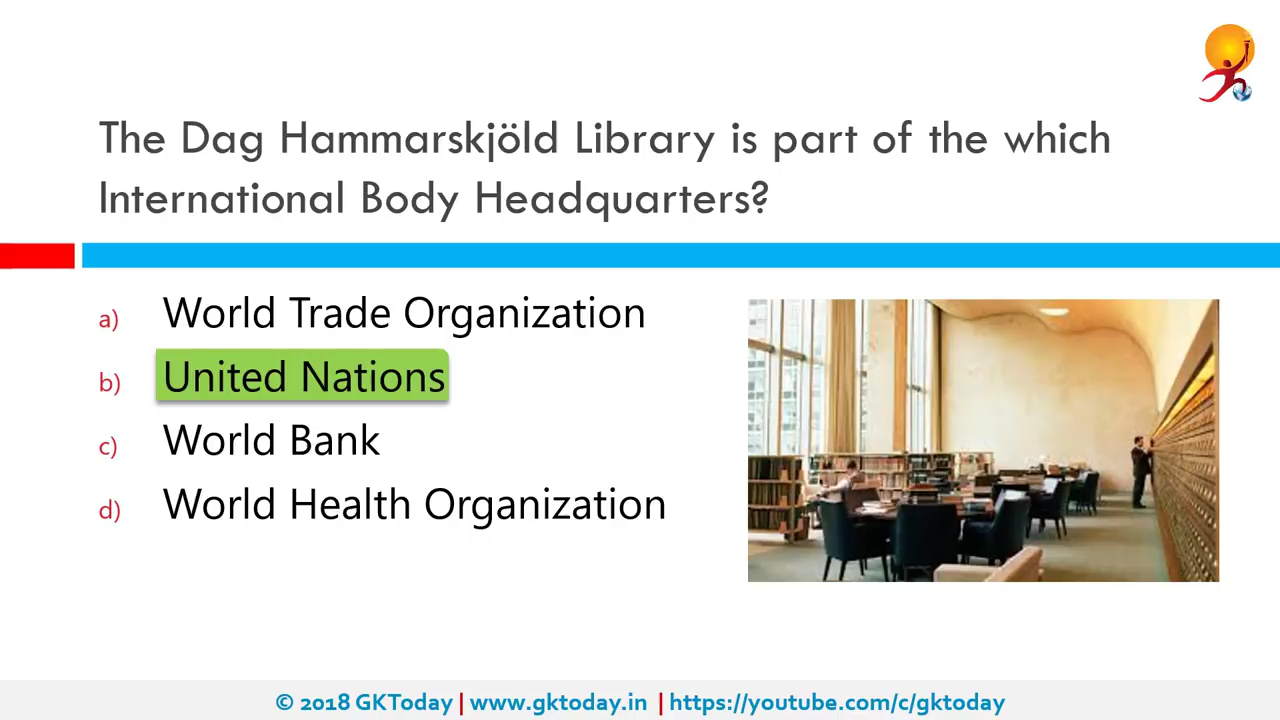 The Dag Hammarskjöld Library is part of the which
International Body Headquarters?
a) World Trade Organization
b) United Nations
c) World Bank
d) World Health Organization
© 2018 GKToday | www.gktoday.in | https://youtube.com/c/gktoday